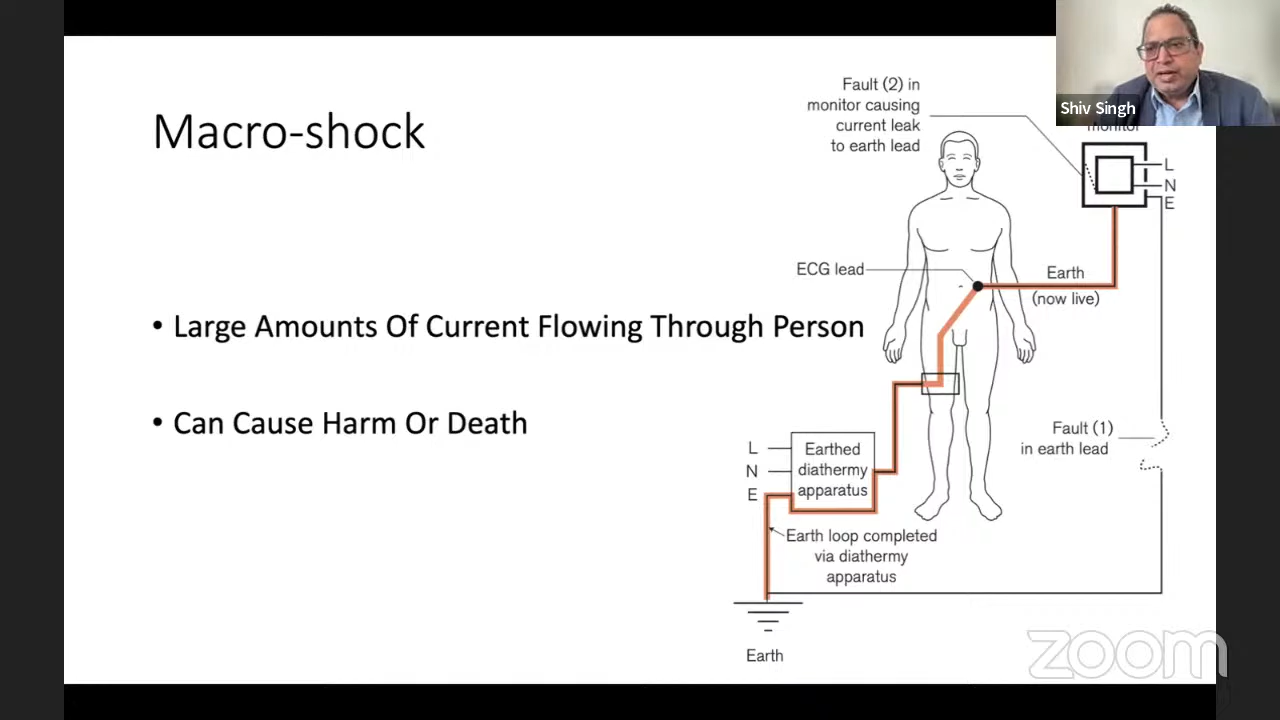 Shiv Singh
Macro-shock
• Large Amounts Of Current Flowing Through Person
• Can Cause Harm Or Death
Fault (2) in
monitor causing
current leak
to earth lead
monitor
L
N
E
ECG lead
Earth
(now live)
Fault (1)
in earth lead
L
N
E
Earthed
diathermy
apparatus
Earth loop completed
via diathermy
apparatus
Earth
zoom